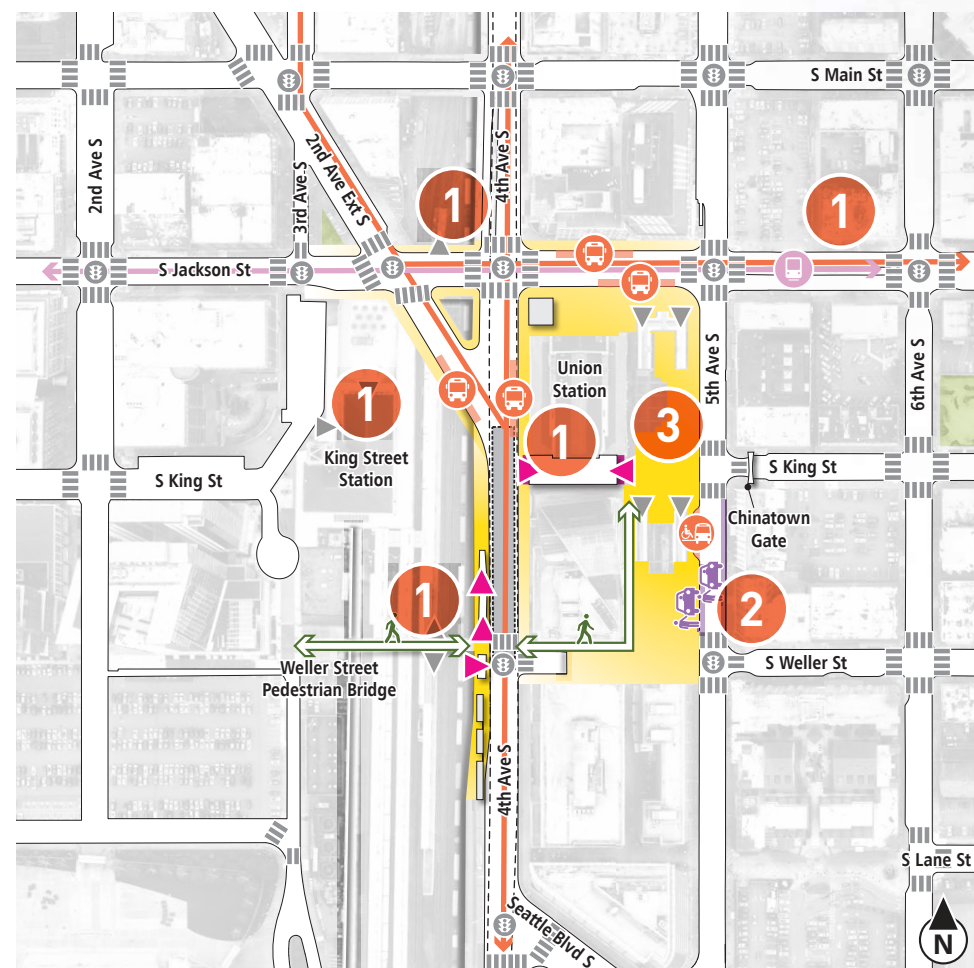 S Main St
2nd Ave S
3rd Ave S
2nd Ave Ext S
4th Ave S
1
1
S Jackson St
Union
Station
5th Ave S
6th Ave S
1
1
3
King Street
Station
S King St
S King St
Chinatown
Gate
1
2
Weller Street
Pedestrian Bridge
S Weller St
4th Ave S
S Lane St
Seattle Blvd S
N